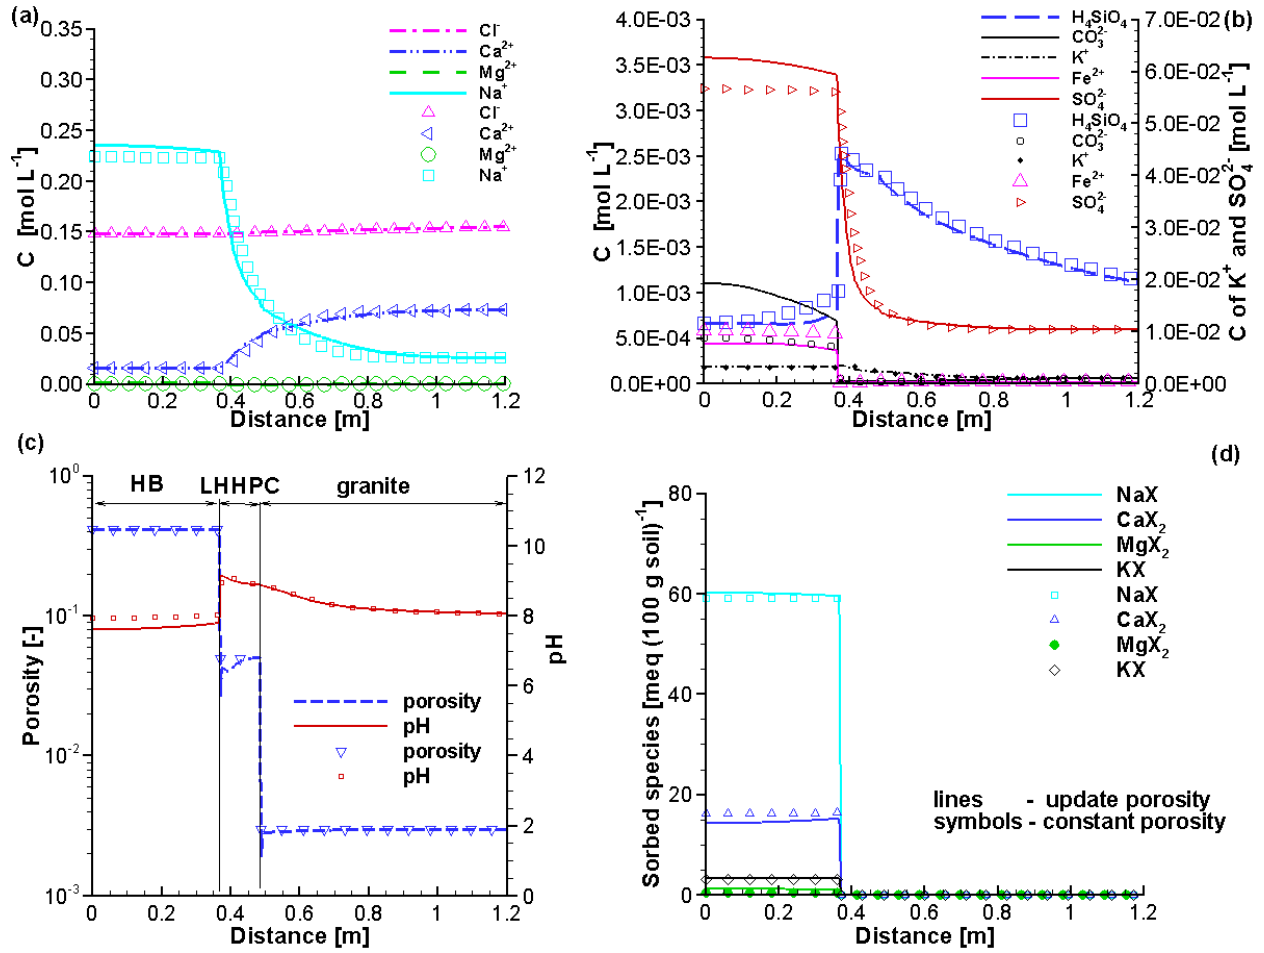 (a)
0.35
0.30
0.25
0.20
0.15
0.10
0.05
0.00
C [mol L⁻¹]
0
0.2
0.4
0.6
0.8
1
1.2
Distance [m]
Cl⁻
Ca²⁺
Mg²⁺
Na⁺
Cl⁻
Ca²⁺
Mg²⁺
Na⁺
(b)
4.0E-03
3.5E-03
3.0E-03
2.5E-03
2.0E-03
1.5E-03
1.0E-03
5.0E-04
0.0E+00
C [mol L⁻¹]
0
0.2
0.4
0.6
0.8
1
1.2
Distance [m]
H₄SiO₄
CO₃²⁻
K⁺
Fe²⁺
SO₄²⁻
H₄SiO₄
CO₃²⁻
K⁺
Fe²⁺
SO₄²⁻
7.0E-02
6.0E-02
5.0E-02
4.0E-02
3.0E-02
2.0E-02
1.0E-02
0.0E+00
C of K⁺ and SO₄²⁻ [mol L⁻¹]
(c)
10⁰
10⁻¹
10⁻²
10⁻³
Porosity [-]
HB
LHHPC
granite
porosity
pH
porosity
pH
12
10
8
6
4
2
0
pH
0
0.2
0.4
0.6
0.8
1
1.2
Distance [m]
(d)
80
60
40
20
0
Sorbed species [meq (100 g soil)⁻¹]
NaX
CaX₂
MgX₂
KX
NaX
CaX₂
MgX₂
KX
lines - update porosity
symbols - constant porosity
0
0.2
0.4
0.6
0.8
1
1.2
Distance [m]